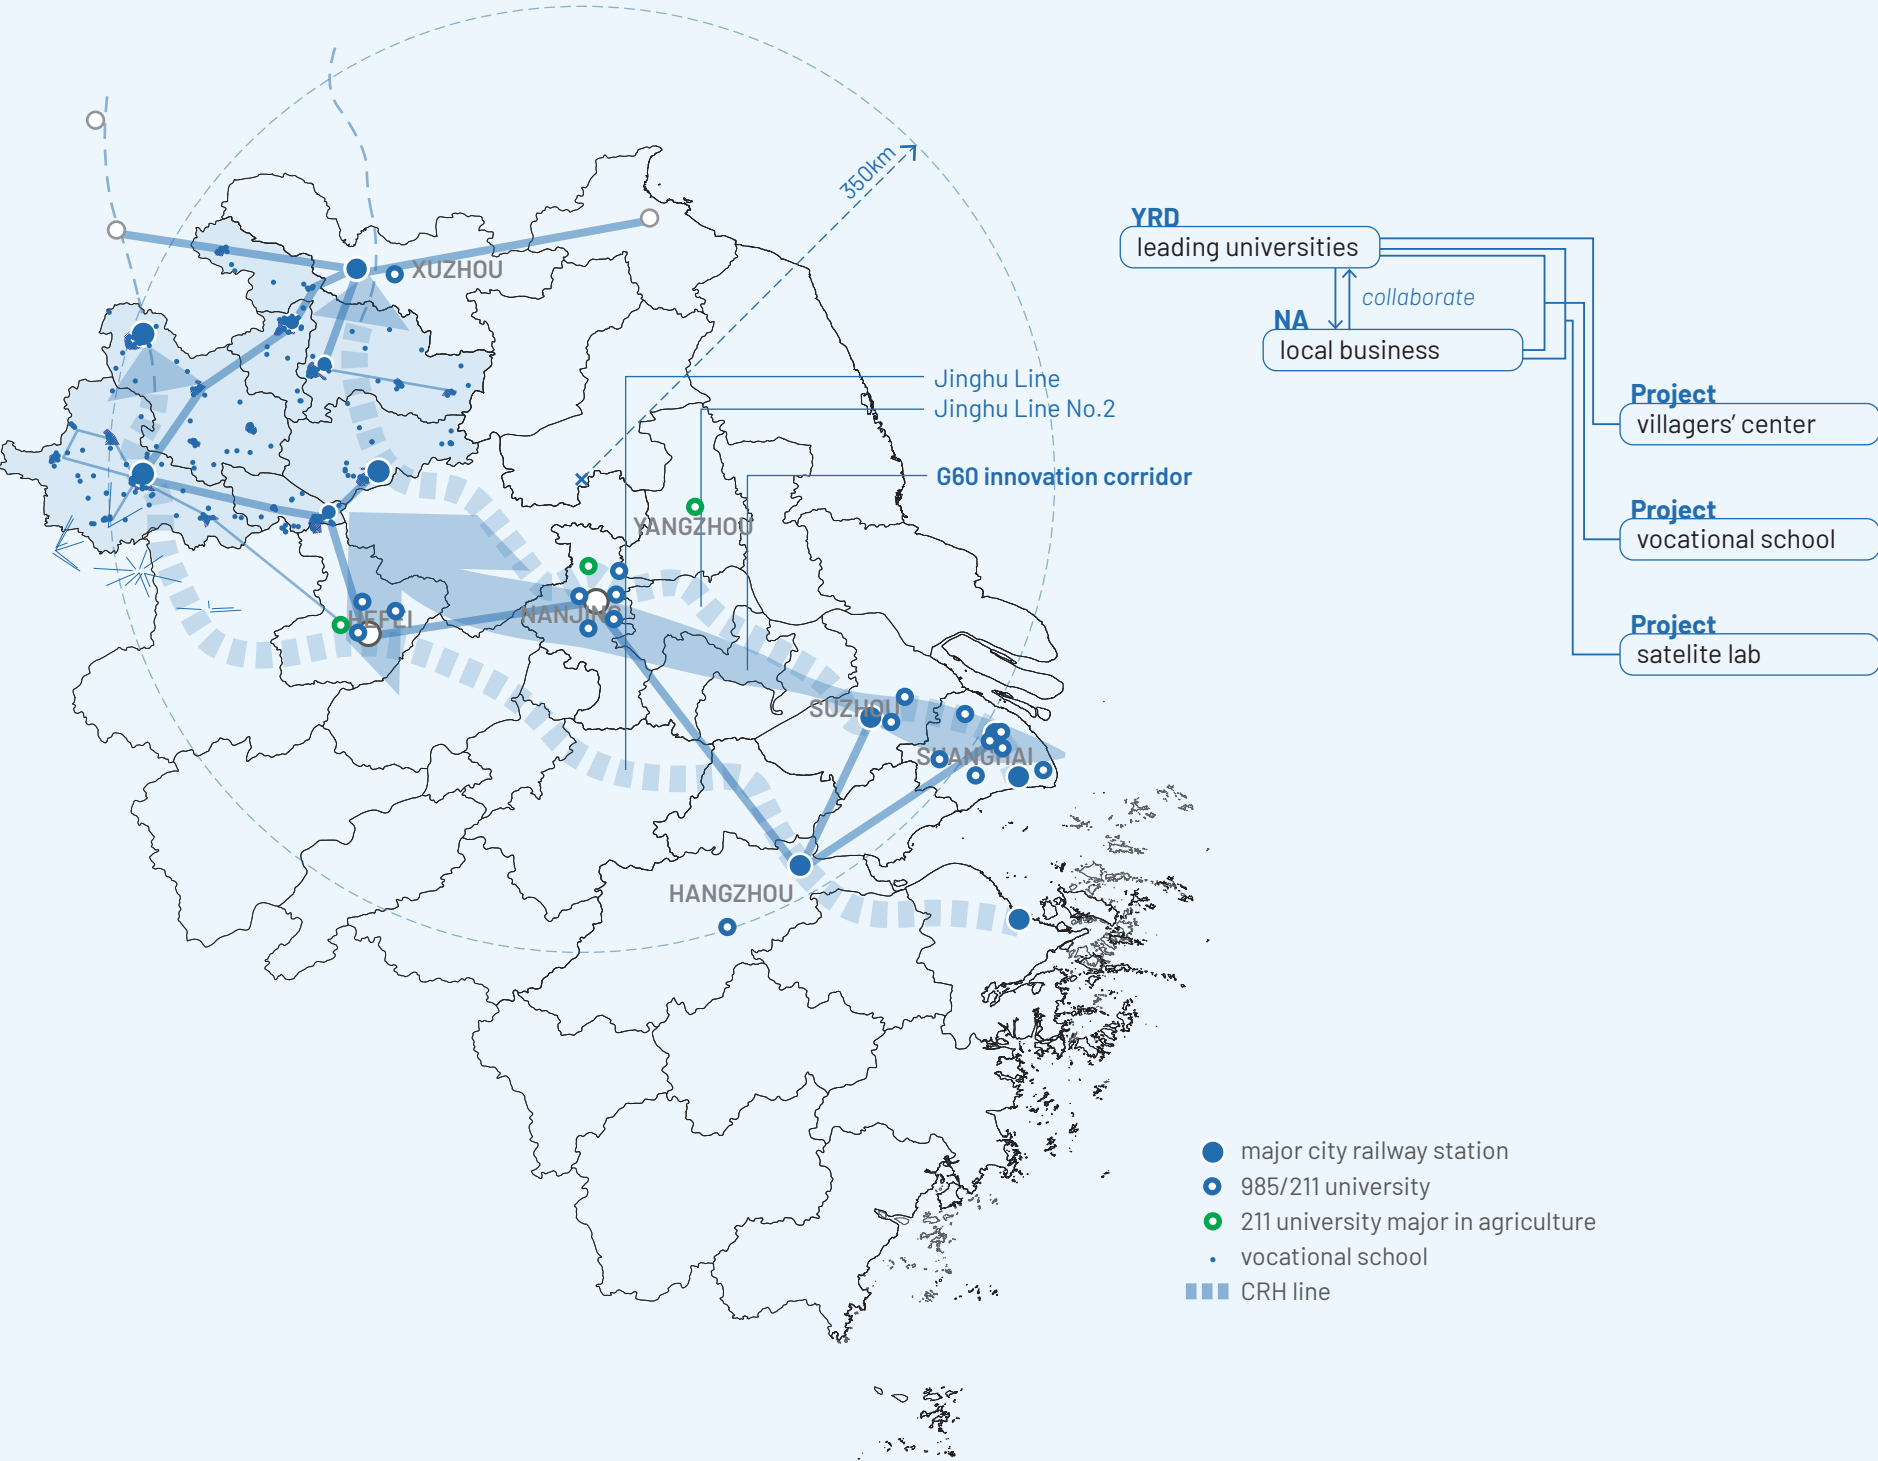 350km
XUZHOU
YRD
leading universities
collaborate
NA
local business
Jinghu Line
Jinghu Line No.2
Project
villagers' center
G60 innovation corridor
Project
vocational school
YANGZHOU
HEFEI
NANJING
Project
satelite lab
SUZHOU
SHANGHAI
HANGZHOU
major city railway station
985/211 university
211 university major in agriculture
vocational school
CRH line